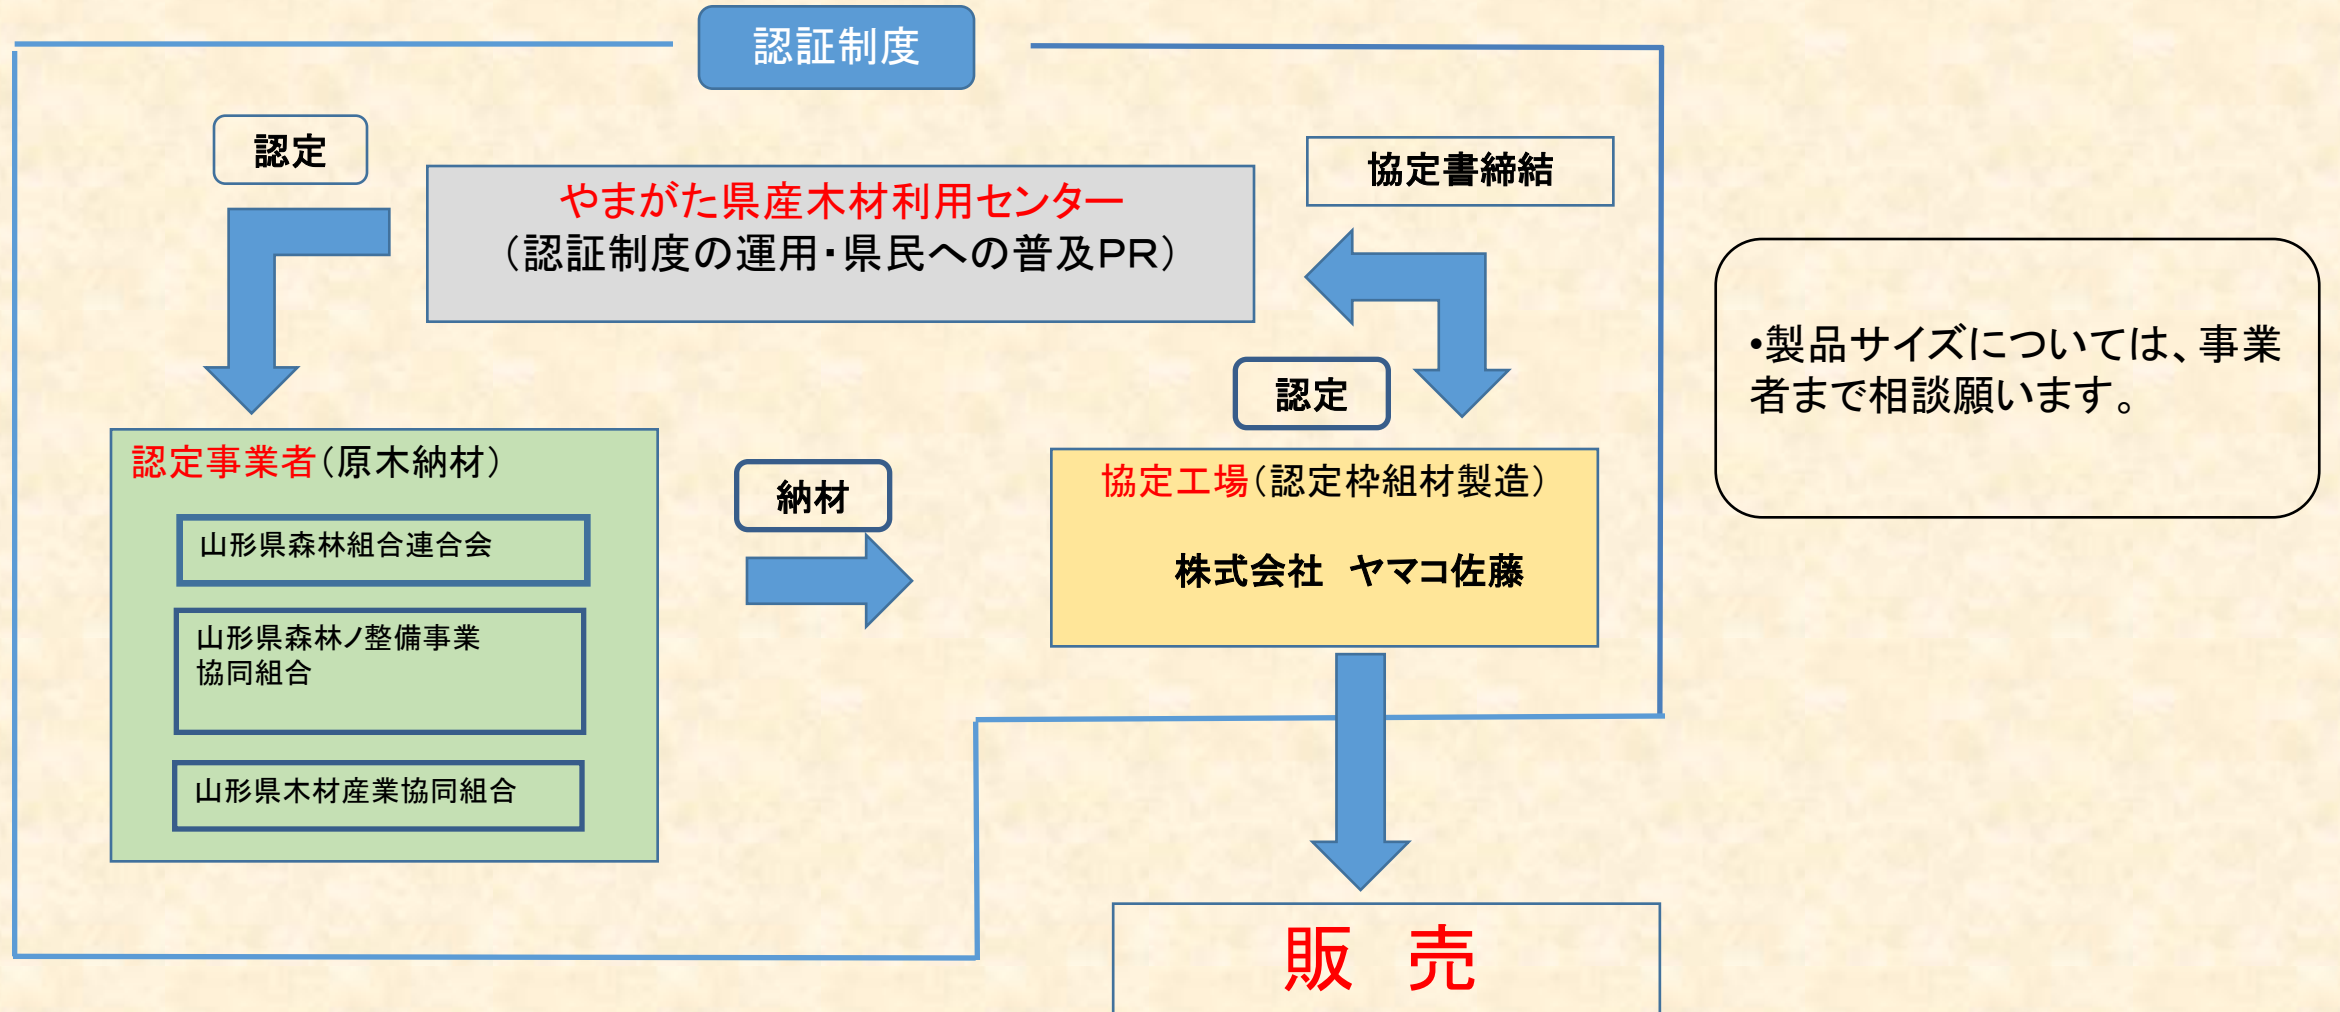 認証制度
認定
やまがた県産木材利用センター
（認証制度の運用・県民への普及PR）
協定書締結
•製品サイズについては、事業
者まで相談願います。
認定
認定事業者（原木納材）
山形県森林組合連合会
山形県森林ノ整備事業
協同組合
山形県木材産業協同組合
納材
協定工場（認定枠組材製造）
株式会社　ヤマコ佐藤
販　売